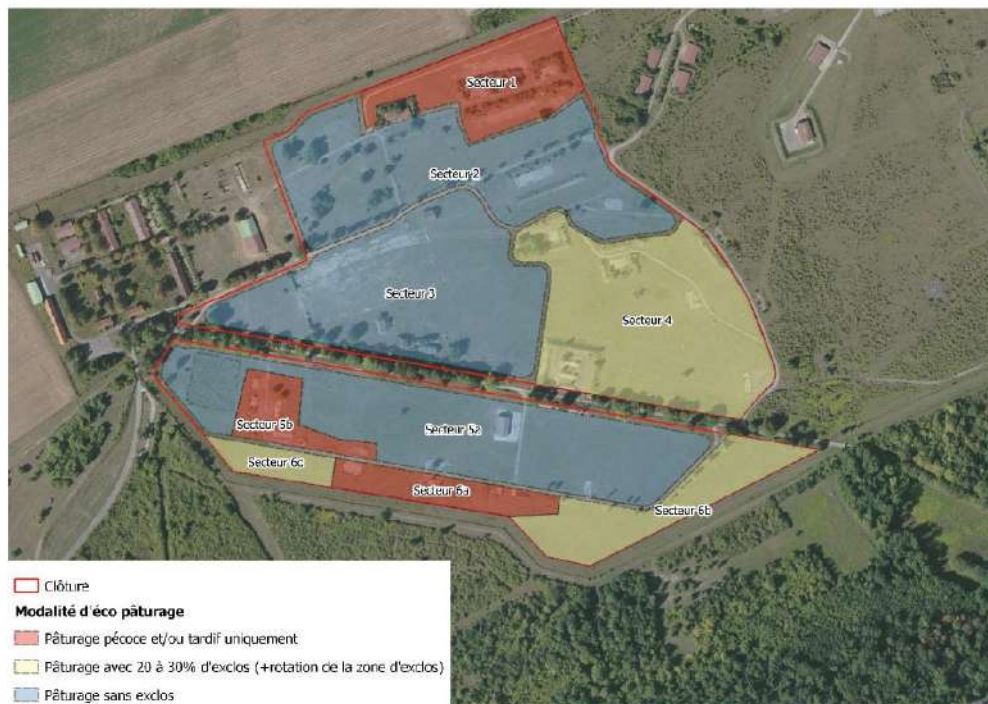 Secteur 1
Secteur 2
Secteur 3
Secteur 4
Secteur 5b
Secteur 5a
Secteur 6c
Secteur 6a
Secteur 6b
Clôture
Modalité d'éco pâturage
Pâturage pécoce et/ou tardif uniquement
Pâturage avec 20 à 30% d'exclos (+rotation de la zone d'exclos)
Pâturage sans exclos